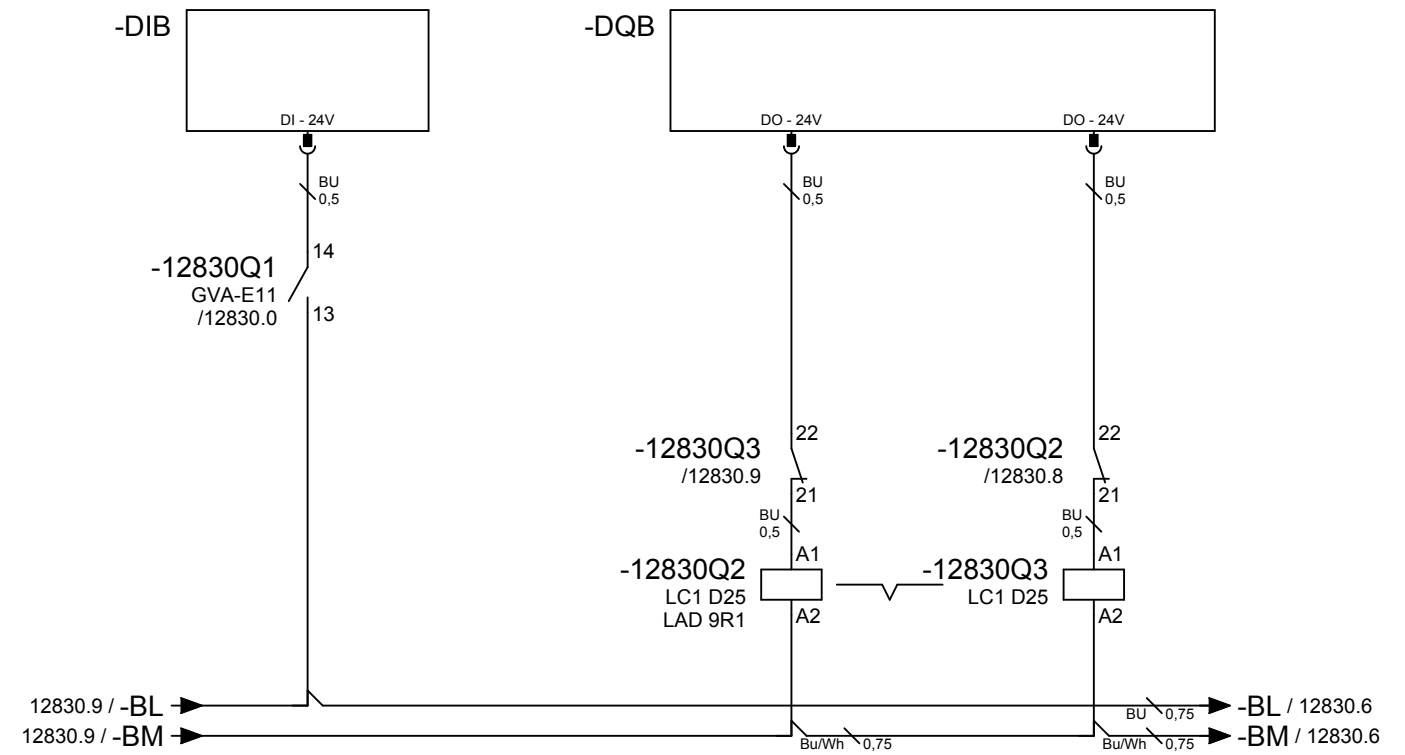 -DIB
-DQB
DI - 24V
DO - 24V
DO - 24V
BU
0,5
BU
0,5
BU
0,5
14
-12830Q1
GVA-E11
/12830.0
13
22
-12830Q3
/12830.9
21
22
-12830Q2
/12830.8
21
BU
0,5
BU
0,5
A1
-12830Q2
LC1 D25
LAD 9R1
A2
A1
-12830Q3
LC1 D25
A2
12830.9 / -BL
BU 0,75
-BL / 12830.6
12830.9 / -BM
Bu/Wh 0,75
Bu/Wh 0,75
-BM / 12830.6